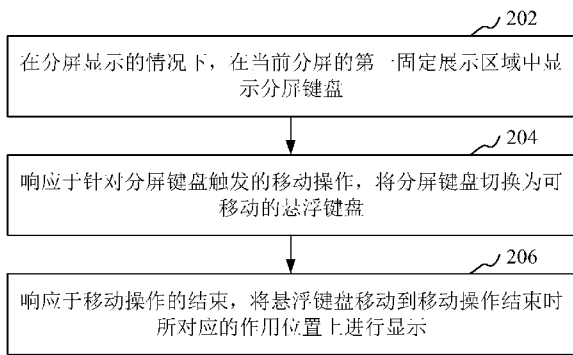 202
在分屏显示的情况下，在当前分屏的第一固定展示区域中显
示分屏键盘
204
响应于针对分屏键盘触发的移动操作，将分屏键盘切换为可
移动的悬浮键盘
206
响应于移动操作的结束，将悬浮键盘移动到移动操作结束时
所对应的作用位置上进行显示